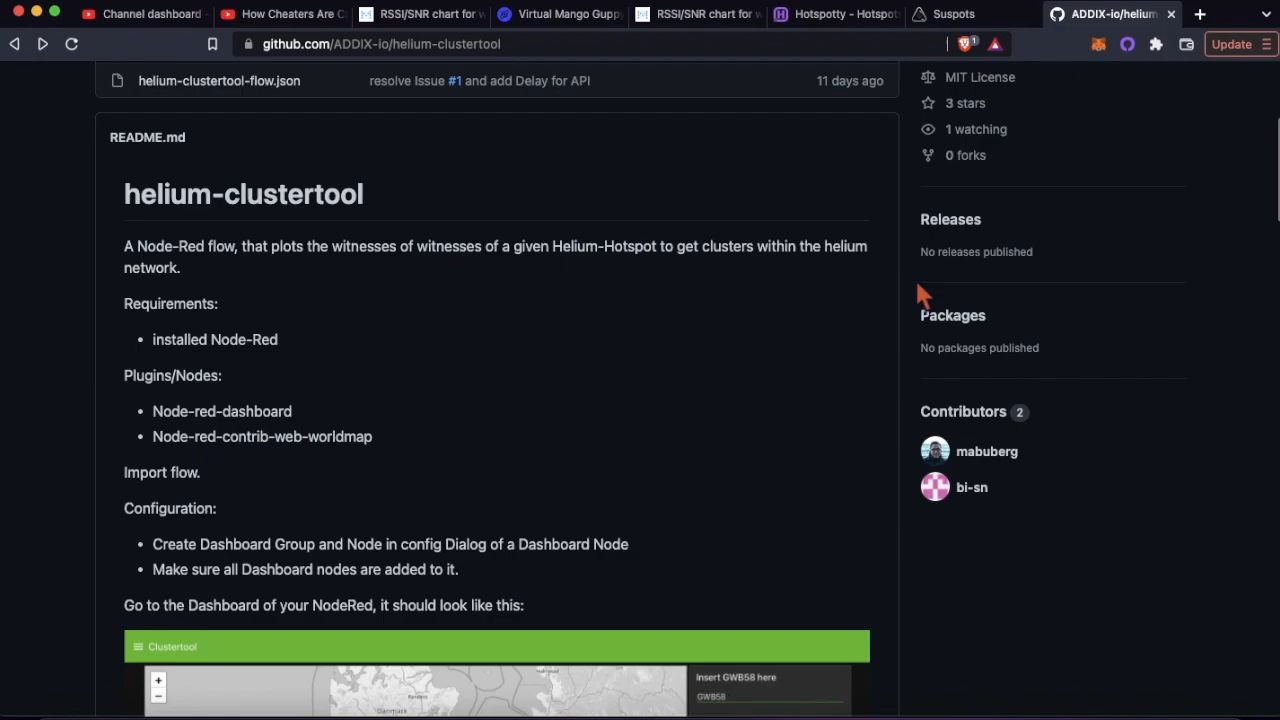 Channel dashboard
How Cheaters Are C
RSSI/SNR chart for w
Virtual Mango Guppy
RSSI/SNR chart for w
Hotspotty - Hotspot
Suspots
ADDIX-io/helium
github.com/ADDIX-io/helium-clustertool
1
Update
helium-clustertool-flow.json
resolve Issue #1 and add Delay for API
11 days ago
MIT License
3 stars
1 watching
0 forks
README.md
helium-clustertool
A Node-Red flow, that plots the witnesses of witnesses of a given Helium-Hotspot to get clusters within the helium
network.
Requirements:
• installed Node-Red
Plugins/Nodes:
• Node-red-dashboard
• Node-red-contrib-web-worldmap
Import flow.
Configuration:
• Create Dashboard Group and Node in config Dialog of a Dashboard Node
• Make sure all Dashboard nodes are added to it.
Go to the Dashboard of your NodeRed, it should look like this:
Releases
No releases published
Packages
No packages published
Contributors 2
mabuberg
bi-sn
Clustertool
+
−
Randers
Danmark
Insert GWB58 here
GWB58